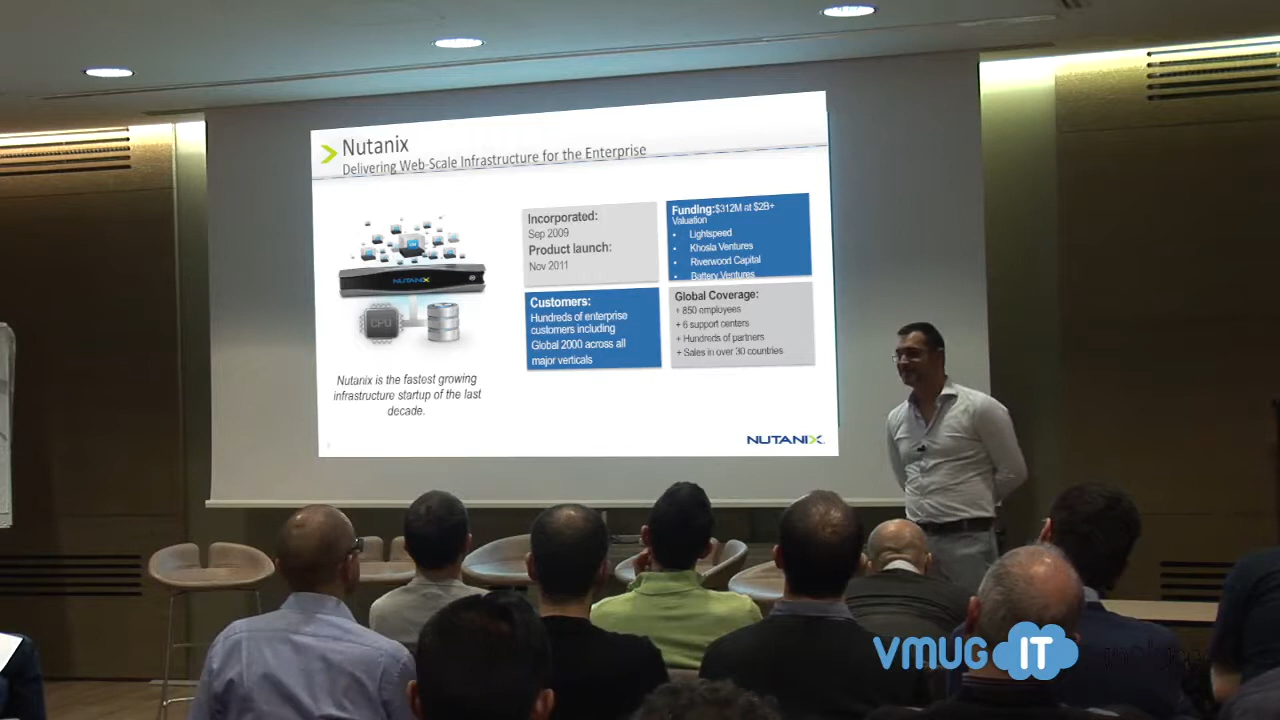 Nutanix
Delivering Web-Scale Infrastructure for the Enterprise
NUTANIX
CPU
Nutanix is the fastest growing
infrastructure startup of the last
decade.
Incorporated:
Sep 2009
Product launch:
Nov 2011
Funding:$312M at $2B+
Valuation
• Lightspeed
• Khosla Ventures
• Riverwood Capital
• Battery Ventures
Customers:
Hundreds of enterprise
customers including
Global 2000 across all
major verticals
Global Coverage:
+ 850 employees
+ 6 support centers
+ Hundreds of partners
+ Sales in over 30 countries
NUTANIX
VMUG IT